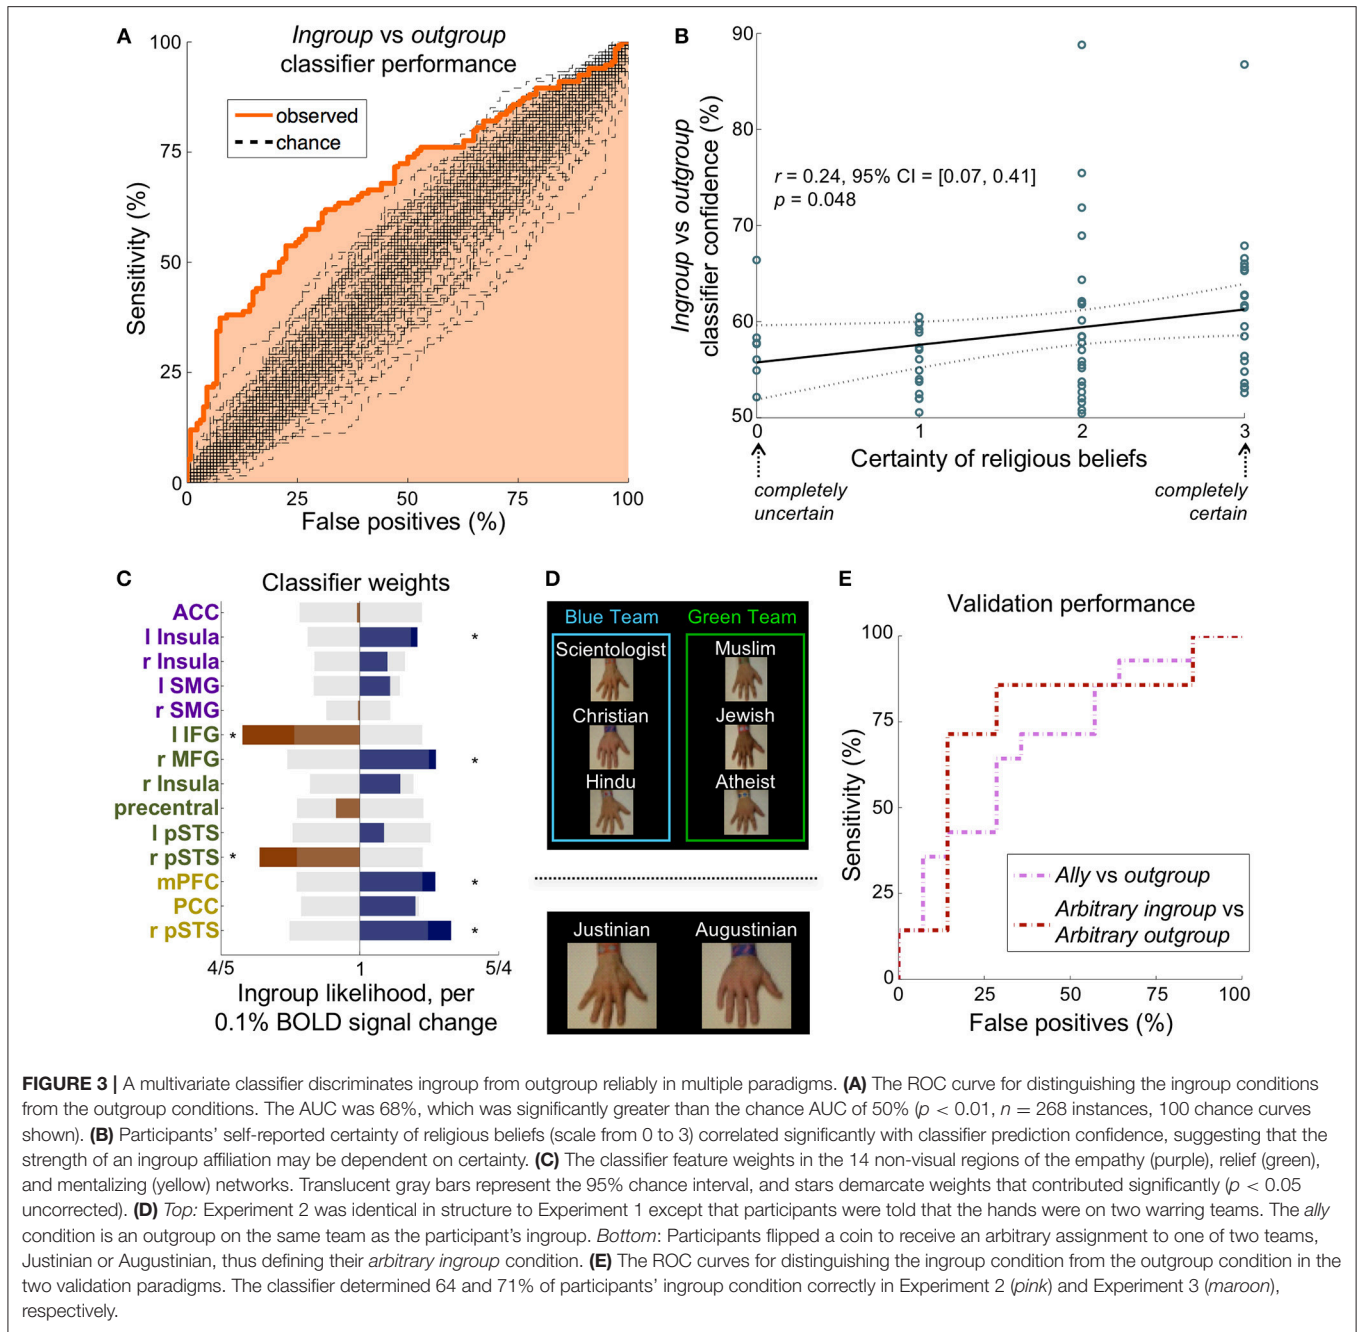 A
Ingroup vs outgroup
classifier performance
observed
chance
100
75
50
25
0
Sensitivity (%)
0 25 50 75 100
False positives (%)
B
90
80
70
60
50
Ingroup vs outgroup
classifier confidence (%)
r = 0.24, 95% CI = [0.07, 0.41]
p = 0.048
0 1 2 3
Certainty of religious beliefs
completely
uncertain
completely
certain
C
Classifier weights
ACC
l Insula *
r Insula
l SMG
r SMG
l IFG *
r MFG *
r Insula
precentral
l pSTS
r pSTS *
mPFC *
PCC
r pSTS *
4/5 1 5/4
Ingroup likelihood, per
0.1% BOLD signal change
D
Blue Team Green Team
Scientologist Muslim
Christian Jewish
Hindu Atheist
Justinian Augustinian
E
Validation performance
100
75
50
25
0
Sensitivity (%)
Ally vs outgroup
Arbitrary ingroup vs
Arbitrary outgroup
0 25 50 75 100
False positives (%)
FIGURE 3 | A multivariate classifier discriminates ingroup from outgroup reliably in multiple paradigms. (A) The ROC curve for distinguishing the ingroup conditions
from the outgroup conditions. The AUC was 68%, which was significantly greater than the chance AUC of 50% (p < 0.01, n = 268 instances, 100 chance curves
shown). (B) Participants' self-reported certainty of religious beliefs (scale from 0 to 3) correlated significantly with classifier prediction confidence, suggesting that the
strength of an ingroup affiliation may be dependent on certainty. (C) The classifier feature weights in the 14 non-visual regions of the empathy (purple), relief (green),
and mentalizing (yellow) networks. Translucent gray bars represent the 95% chance interval, and stars demarcate weights that contributed significantly (p < 0.05
uncorrected). (D) Top: Experiment 2 was identical in structure to Experiment 1 except that participants were told that the hands were on two warring teams. The ally
condition is an outgroup on the same team as the participant's ingroup. Bottom: Participants flipped a coin to receive an arbitrary assignment to one of two teams,
Justinian or Augustinian, thus defining their arbitrary ingroup condition. (E) The ROC curves for distinguishing the ingroup condition from the outgroup condition in the
two validation paradigms. The classifier determined 64 and 71% of participants' ingroup condition correctly in Experiment 2 (pink) and Experiment 3 (maroon),
respectively.